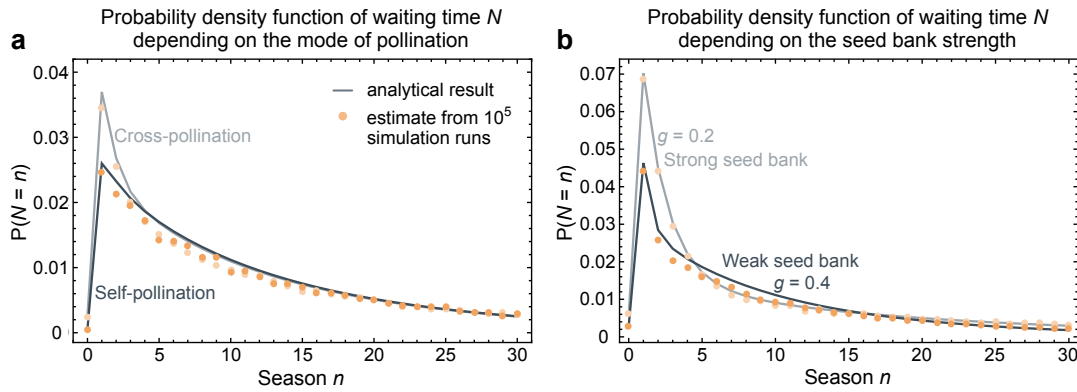 Probability density function of waiting time N
depending on the mode of pollination
a
0.04
0.03
0.02
0.01
0
P(N = n)
Cross-pollination
Self-pollination
analytical result
estimate from 10⁵
simulation runs
0 5 10 15 20 25 30
Season n
Probability density function of waiting time N
depending on the seed bank strength
b
0.07
0.06
0.05
0.04
0.03
0.02
0.01
0
P(N = n)
g = 0.2
Strong seed bank
Weak seed bank
g = 0.4
0 5 10 15 20 25 30
Season n